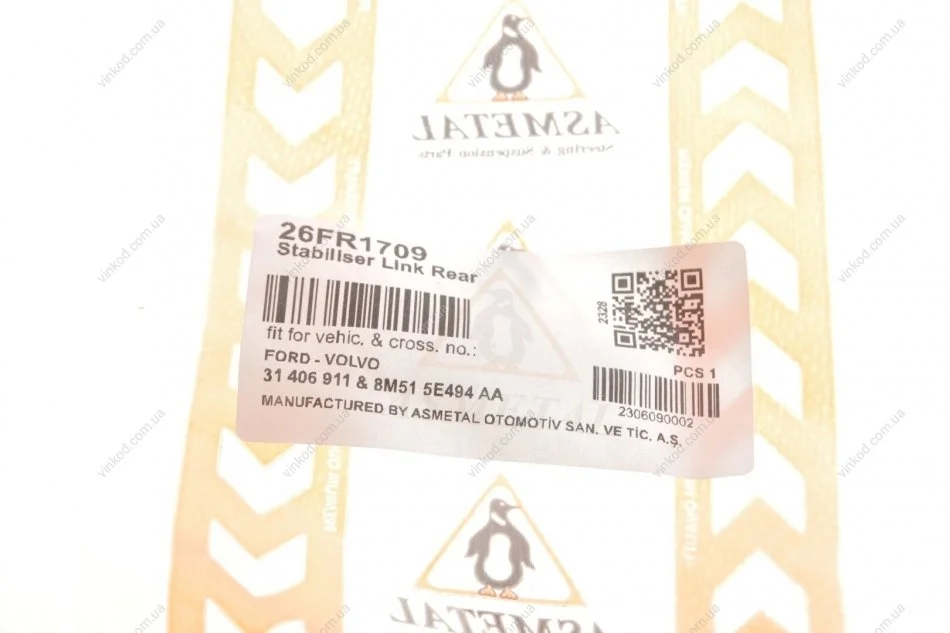 ASMETAL
Steering & Suspension Parts
26FR1709
Stabiliser Link Rear
fit for vehic. & cross. no.:
FORD - VOLVO
31 406 911 & 8M51 5E494 AA
MANUFACTURED BY ASMETAL OTOMOTİV SAN. VE TİC. A.Ş.
2328
PCS 1
2306090002
ASMETAL
vinkod.com.ua